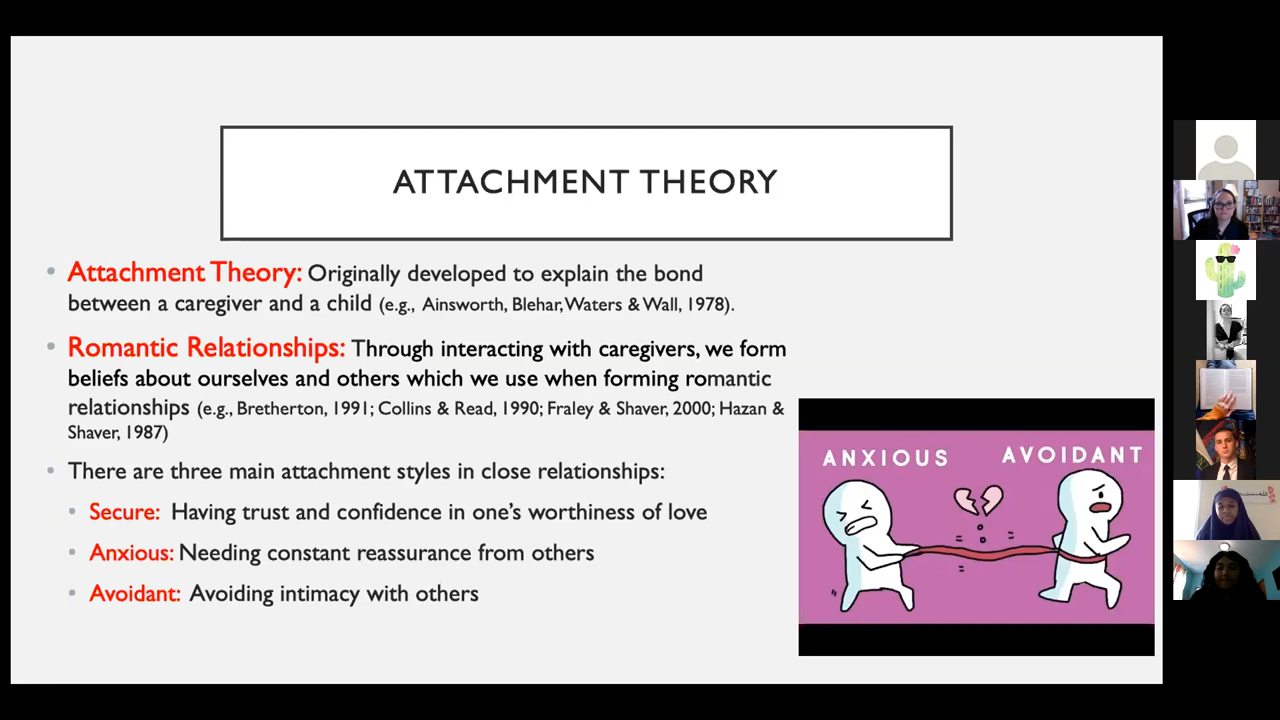 ATTACHMENT THEORY
• Attachment Theory: Originally developed to explain the bond
between a caregiver and a child (e.g., Ainsworth, Blehar, Waters & Wall, 1978).
• Romantic Relationships: Through interacting with caregivers, we form
beliefs about ourselves and others which we use when forming romantic
relationships (e.g., Bretherton, 1991; Collins & Read, 1990; Fraley & Shaver, 2000; Hazan &
Shaver, 1987)
• There are three main attachment styles in close relationships:
• Secure: Having trust and confidence in one's worthiness of love
• Anxious: Needing constant reassurance from others
• Avoidant: Avoiding intimacy with others
ANXIOUS
AVOIDANT